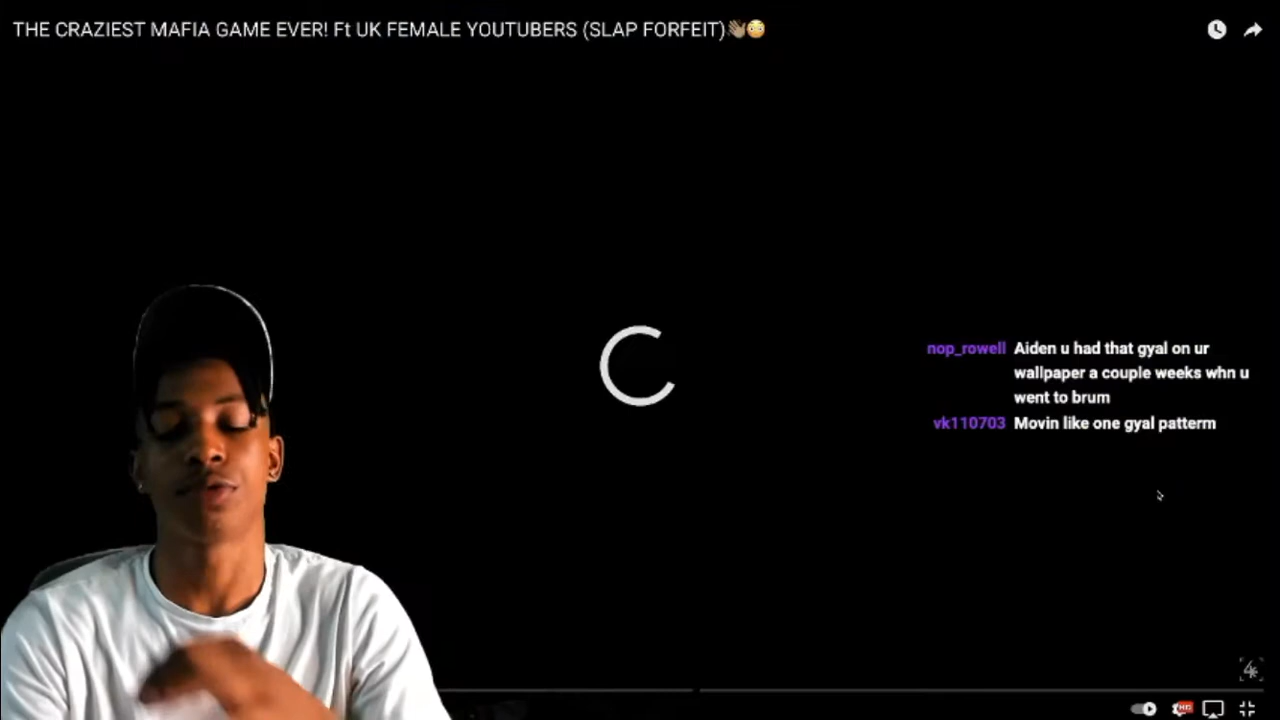 THE CRAZIEST MAFIA GAME EVER! Ft UK FEMALE YOUTUBERS (SLAP FORFEIT)👋🏽😳
nop_rowell Aiden u had that gyal on ur
wallpaper a couple weeks whn u
went to brum
vk110703 Movin like one gyal patterm
HD